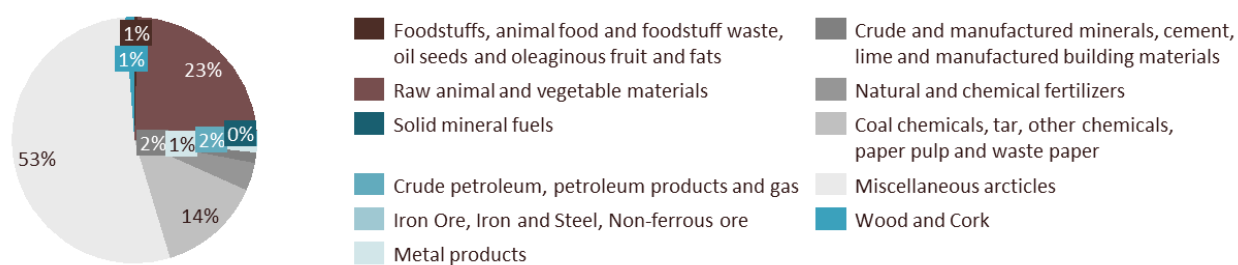 1%
1%
23%
0%
2%
1%
2%
53%
14%
Foodstuffs, animal food and foodstuff waste,
oil seeds and oleaginous fruit and fats
Raw animal and vegetable materials
Solid mineral fuels
Crude petroleum, petroleum products and gas
Iron Ore, Iron and Steel, Non-ferrous ore
Metal products
Crude and manufactured minerals, cement,
lime and manufactured building materials
Natural and chemical fertilizers
Coal chemicals, tar, other chemicals,
paper pulp and waste paper
Miscellaneous arcticles
Wood and Cork